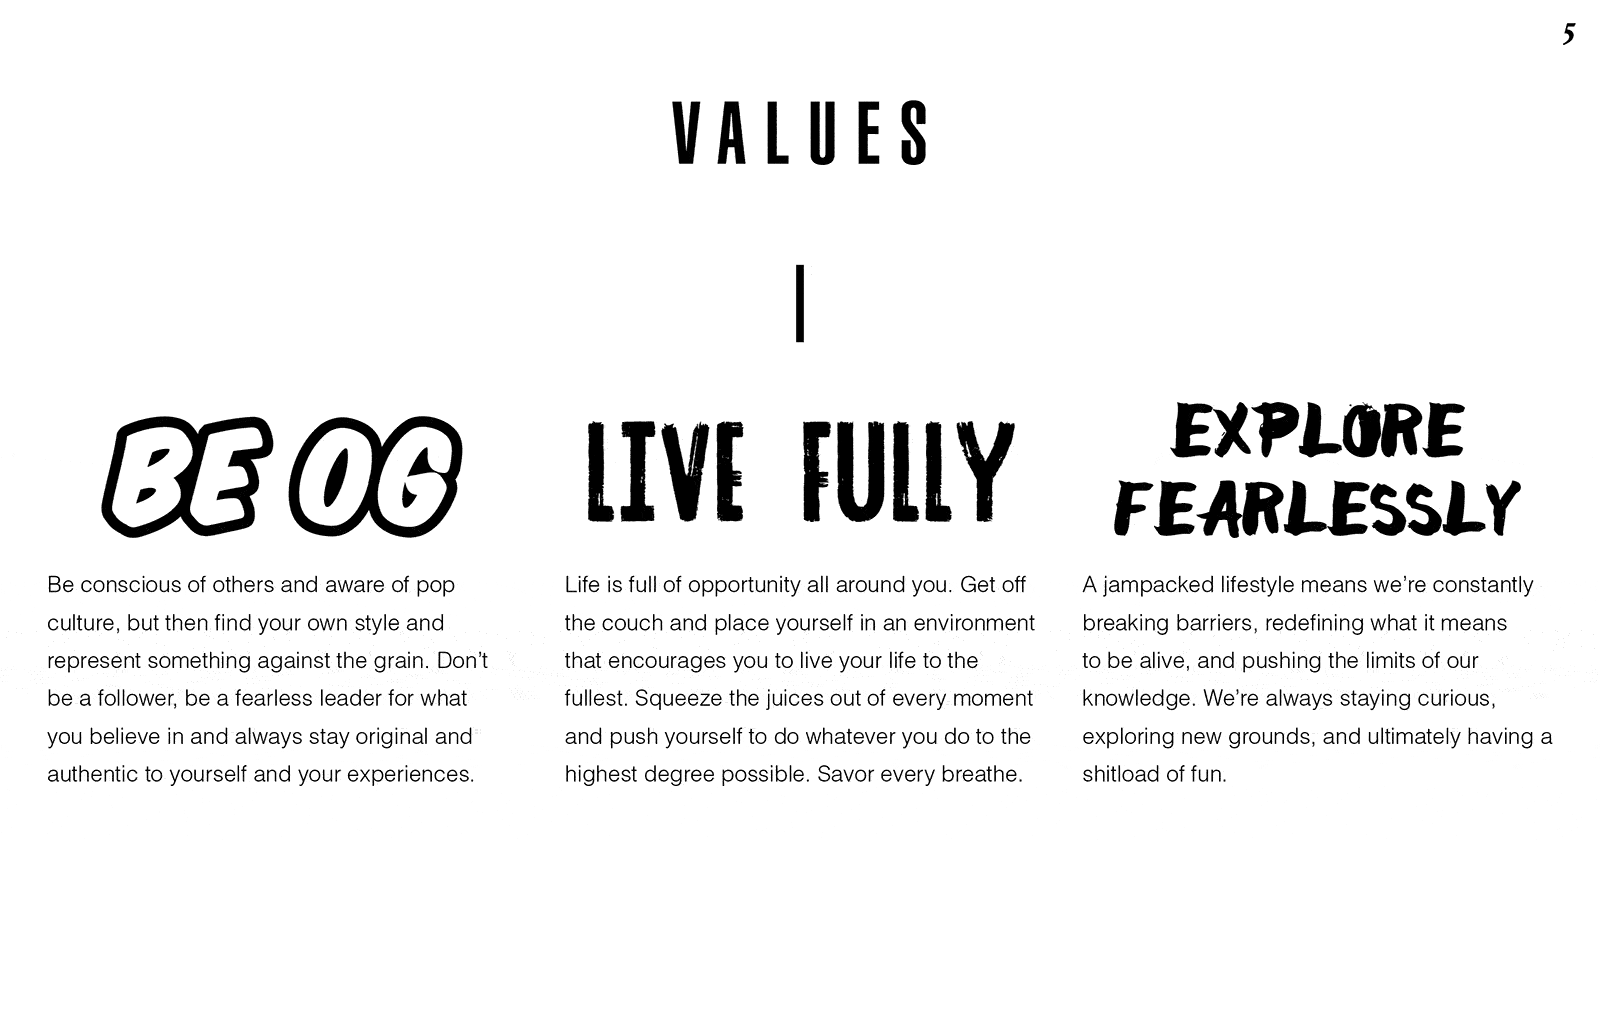 5
VALUES
BE OG
Be conscious of others and aware of pop
culture, but then find your own style and
represent something against the grain. Don’t
be a follower, be a fearless leader for what
you believe in and always stay original and
authentic to yourself and your experiences.
LIVE FULLY
Life is full of opportunity all around you. Get off
the couch and place yourself in an environment
that encourages you to live your life to the
fullest. Squeeze the juices out of every moment
and push yourself to do whatever you do to the
highest degree possible. Savor every breathe.
EXPLORE
FEARLESSLY
A jampacked lifestyle means we’re constantly
breaking barriers, redefining what it means
to be alive, and pushing the limits of our
knowledge. We’re always staying curious,
exploring new grounds, and ultimately having a
shitload of fun.